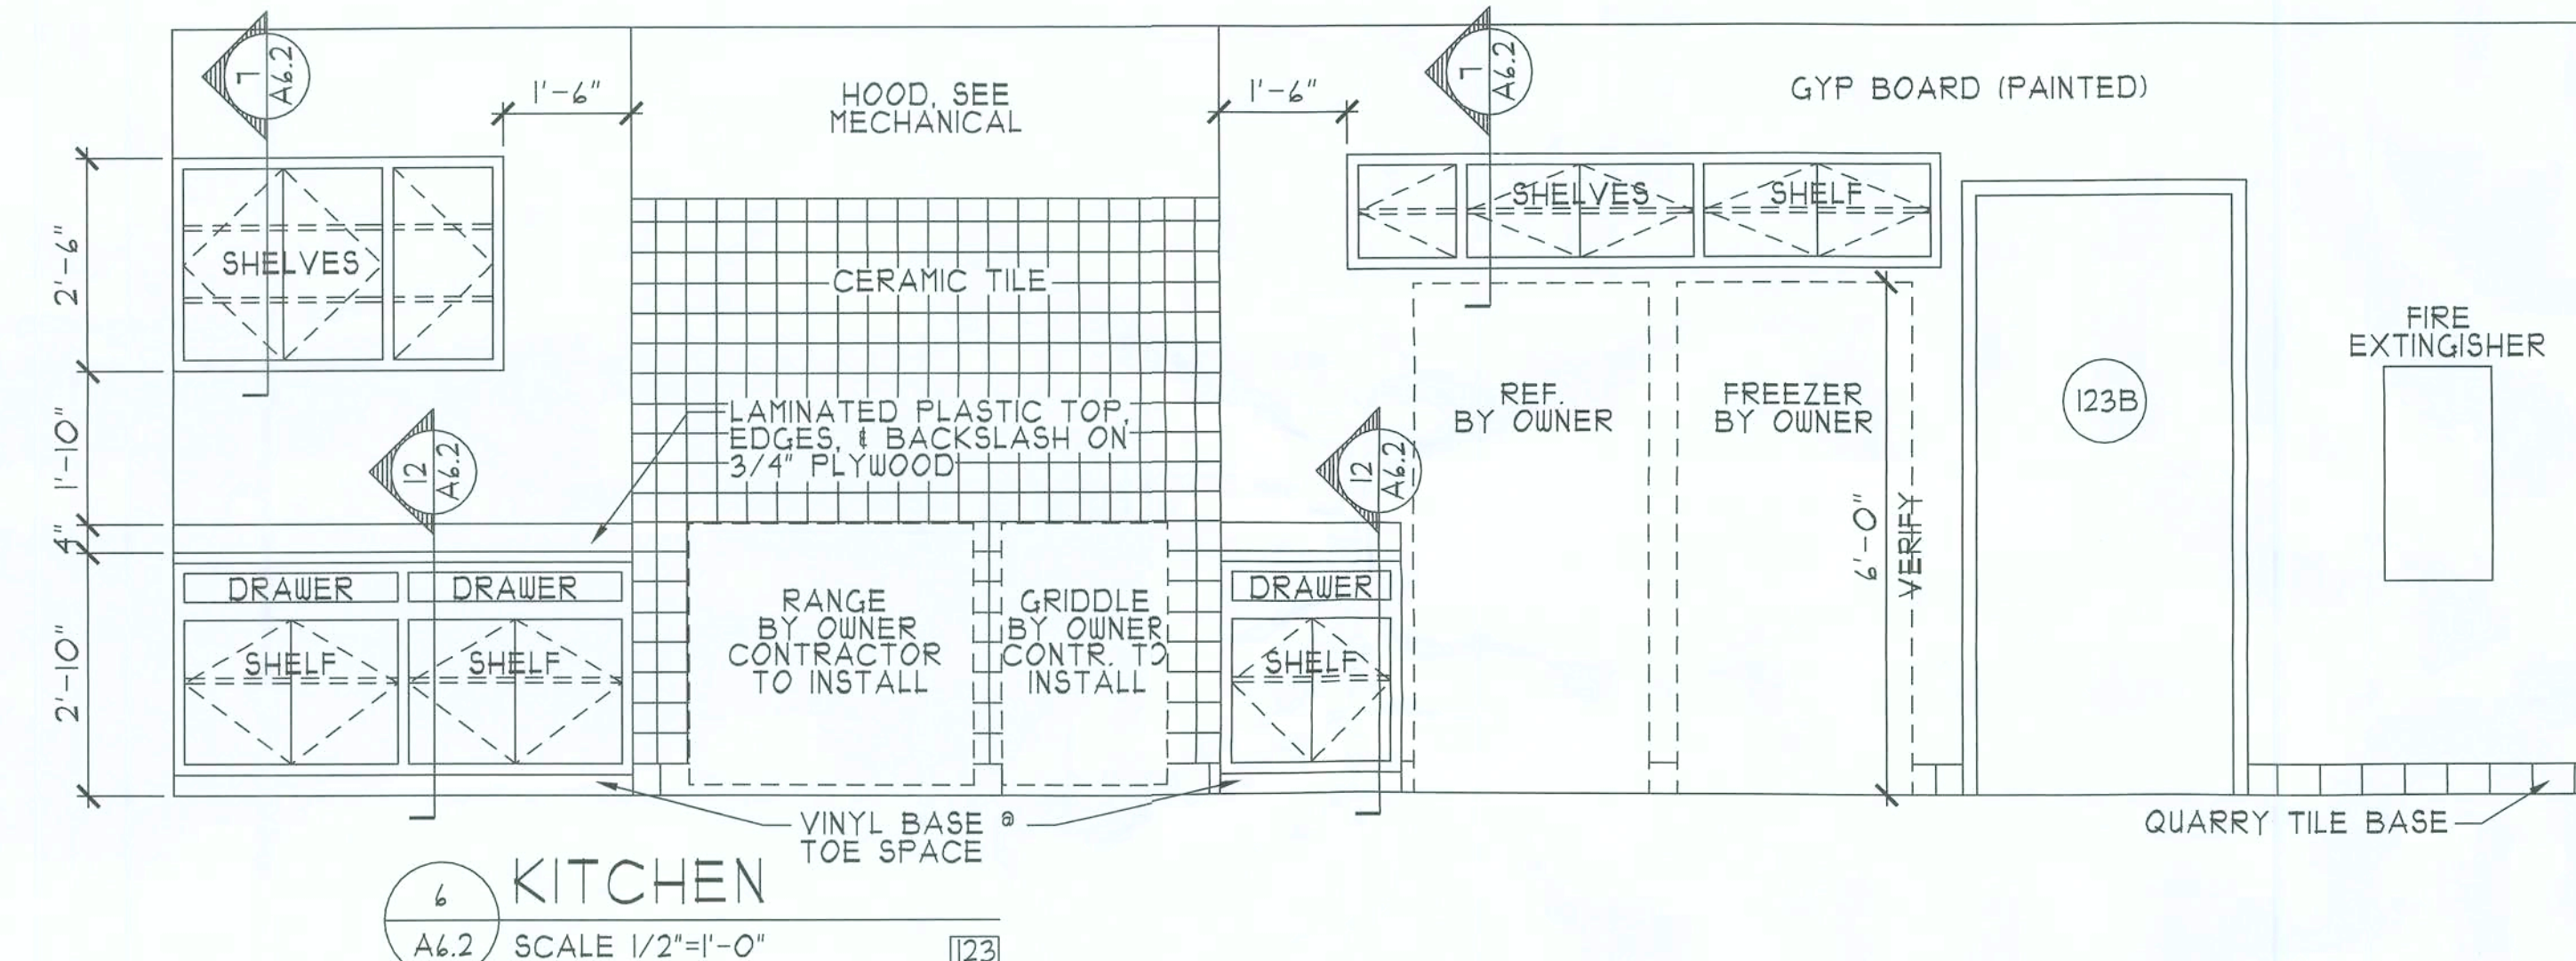 7
A6.2
1'-6"
HOOD, SEE
MECHANICAL
1'-6"
7
A6.2
GYP BOARD (PAINTED)
2'-6"
SHELVES
CERAMIC TILE
SHELVES
SHELF
FIRE
EXTINGISHER
1'-10"
12
A6.2
LAMINATED PLASTIC TOP,
EDGES, & BACKSLASH ON
3/4" PLYWOOD
12
A6.2
REF.
BY OWNER
FREEZER
BY OWNER
123B
6'-0"
VERIFY
4"
2'-10"
DRAWER
DRAWER
SHELF
SHELF
RANGE
BY OWNER
CONTRACTOR
TO INSTALL
GRIDDLE
BY OWNER
CONTR. TO
INSTALL
DRAWER
SHELF
VINYL BASE @
TOE SPACE
QUARRY TILE BASE
6
A6.2
KITCHEN
SCALE 1/2"=1'-0"
123